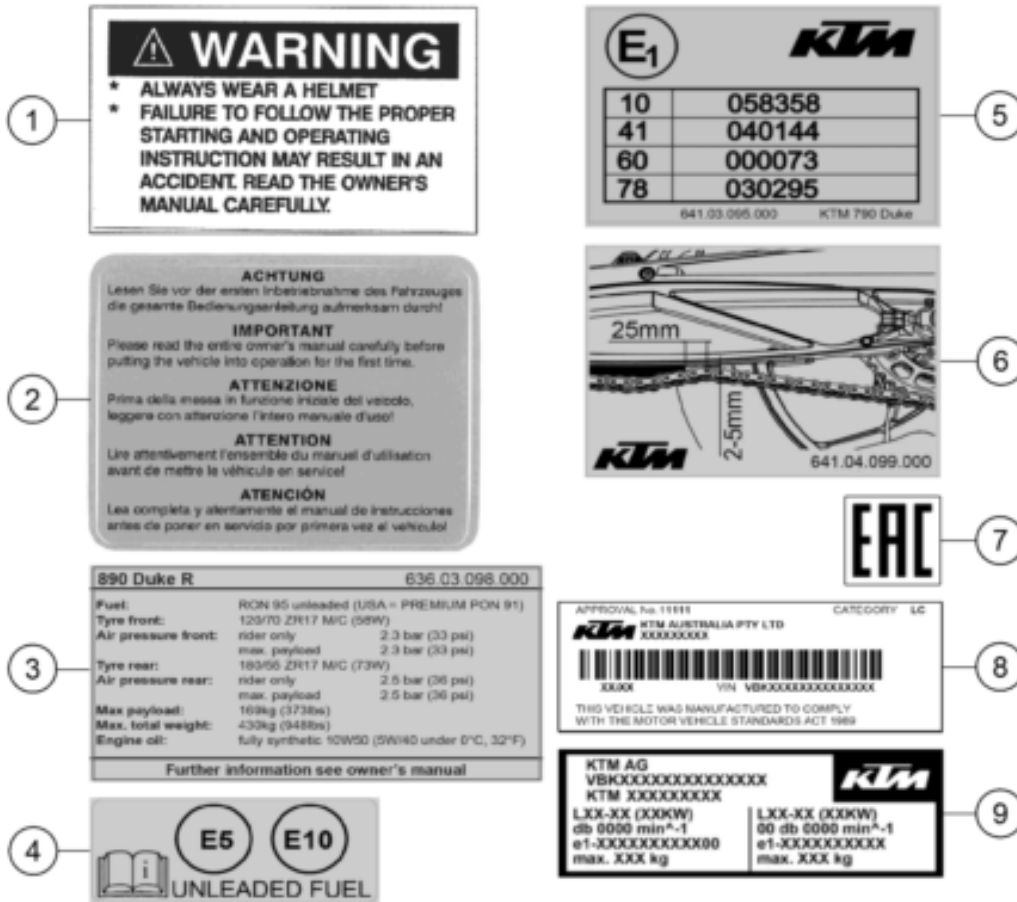 1
WARNING
* ALWAYS WEAR A HELMET
* FAILURE TO FOLLOW THE PROPER
STARTING AND OPERATING
INSTRUCTION MAY RESULT IN AN
ACCIDENT. READ THE OWNER'S
MANUAL CAREFULLY.
2
ACHTUNG
Lesen Sie vor der ersten Inbetriebnahme des Fahrzeuges
die gesamte Bedienungsanleitung aufmerksam durch!
IMPORTANT
Please read the entire owner's manual carefully before
putting the vehicle into operation for the first time.
ATTENZIONE
Prima della messa in funzione iniziale del veicolo,
leggere con attenzione l'intero manuale d'uso!
ATTENTION
Lire attentivement l'ensemble du manuel d'utilisation
avant de mettre le véhicule en service!
ATENCIÓN
Lea completa y atentamente el manual de instrucciones
antes de poner en servicio por primera vez el vehiculo!
3
890 Duke R 636.03.098.000
Fuel: RON 95 unleaded (USA = PREMIUM PON 91)
Tyre front: 120/70 ZR17 M/C (58W)
Air pressure front: rider only 2.3 bar (33 psi)
max. payload 2.3 bar (33 psi)
Tyre rear: 180/55 ZR17 M/C (73W)
Air pressure rear: rider only 2.5 bar (36 psi)
max. payload 2.5 bar (36 psi)
Max payload: 169kg (373lbs)
Max. total weight: 430kg (948lbs)
Engine oil: fully synthetic 10W50 (5W/40 under 0°C, 32°F)
Further information see owner's manual
4
E5 E10
i
UNLEADED FUEL
5
E1 KTM
10 058358
41 040144
60 000073
78 030295
641.03.095.000 KTM 790 Duke
6
25mm
2-5mm
KTM 641.04.099.000
7
EAC
8
APPROVAL No. 11111 CATEGORY LC
KTM KTM AUSTRALIA PTY LTD
XXXXXXXXX
XX/XX VIN VBKXXXXXXXXXXXXXX
THIS VEHICLE WAS MANUFACTURED TO COMPLY
WITH THE MOTOR VEHICLE STANDARDS ACT 1989
9
KTM AG KTM
VBKXXXXXXXXXXXXXX
KTM XXXXXXXXX
LXX-XX (XXKW) LXX-XX (XXKW)
db 0000 min^-1 00 db 0000 min^-1
e1-XXXXXXXXXX00 e1-XXXXXXXXXX
max. XXX kg max. XXX kg